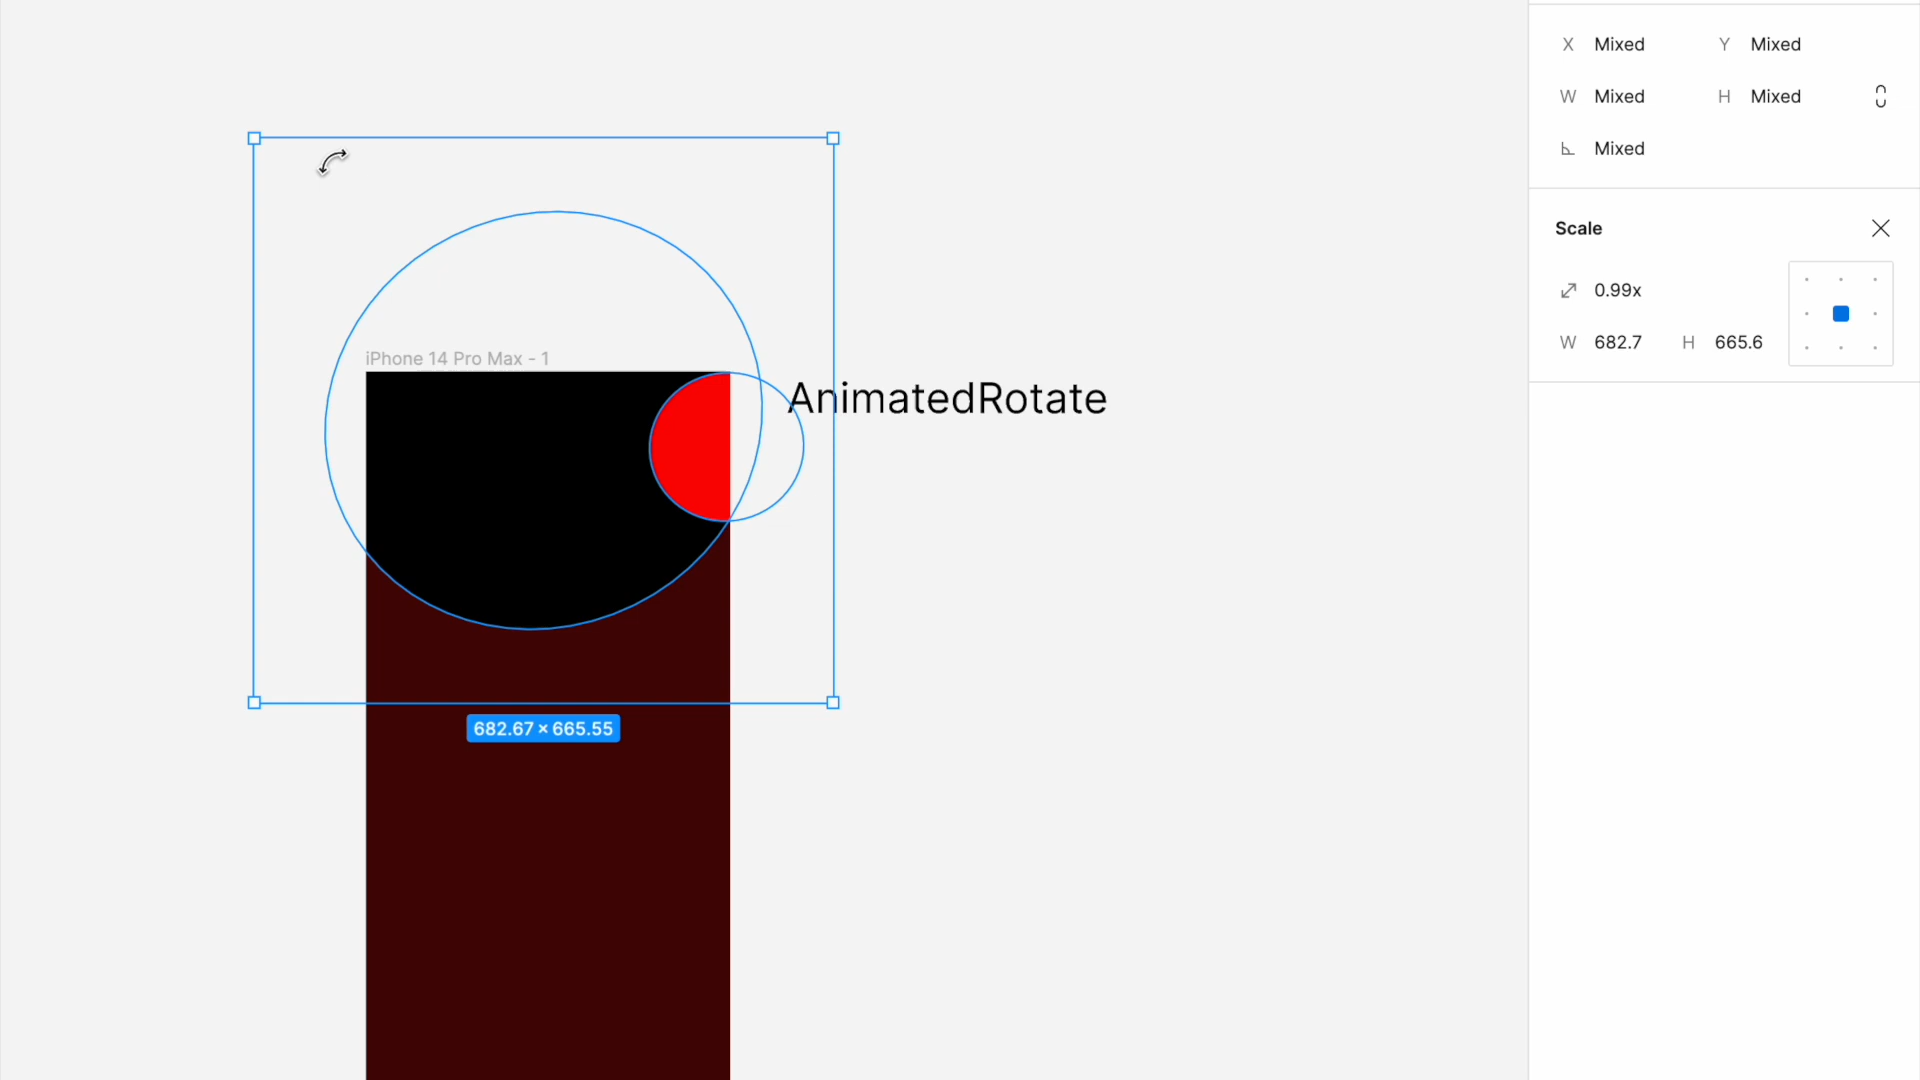 X Mixed Y Mixed
W Mixed H Mixed
Mixed
Scale
0.99x
W 682.7 H 665.6
iPhone 14 Pro Max - 1
AnimatedRotate
682.67 × 665.55